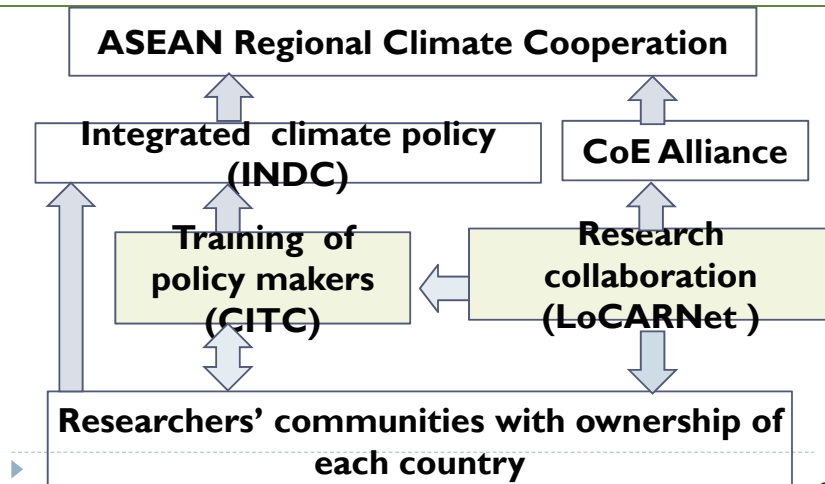 ASEAN Regional Climate Cooperation
Integrated climate policy
(INDC)
CoE Alliance
Training of
policy makers
(CITC)
Research
collaboration
(LoCARNet )
Researchers’ communities with ownership of
each country